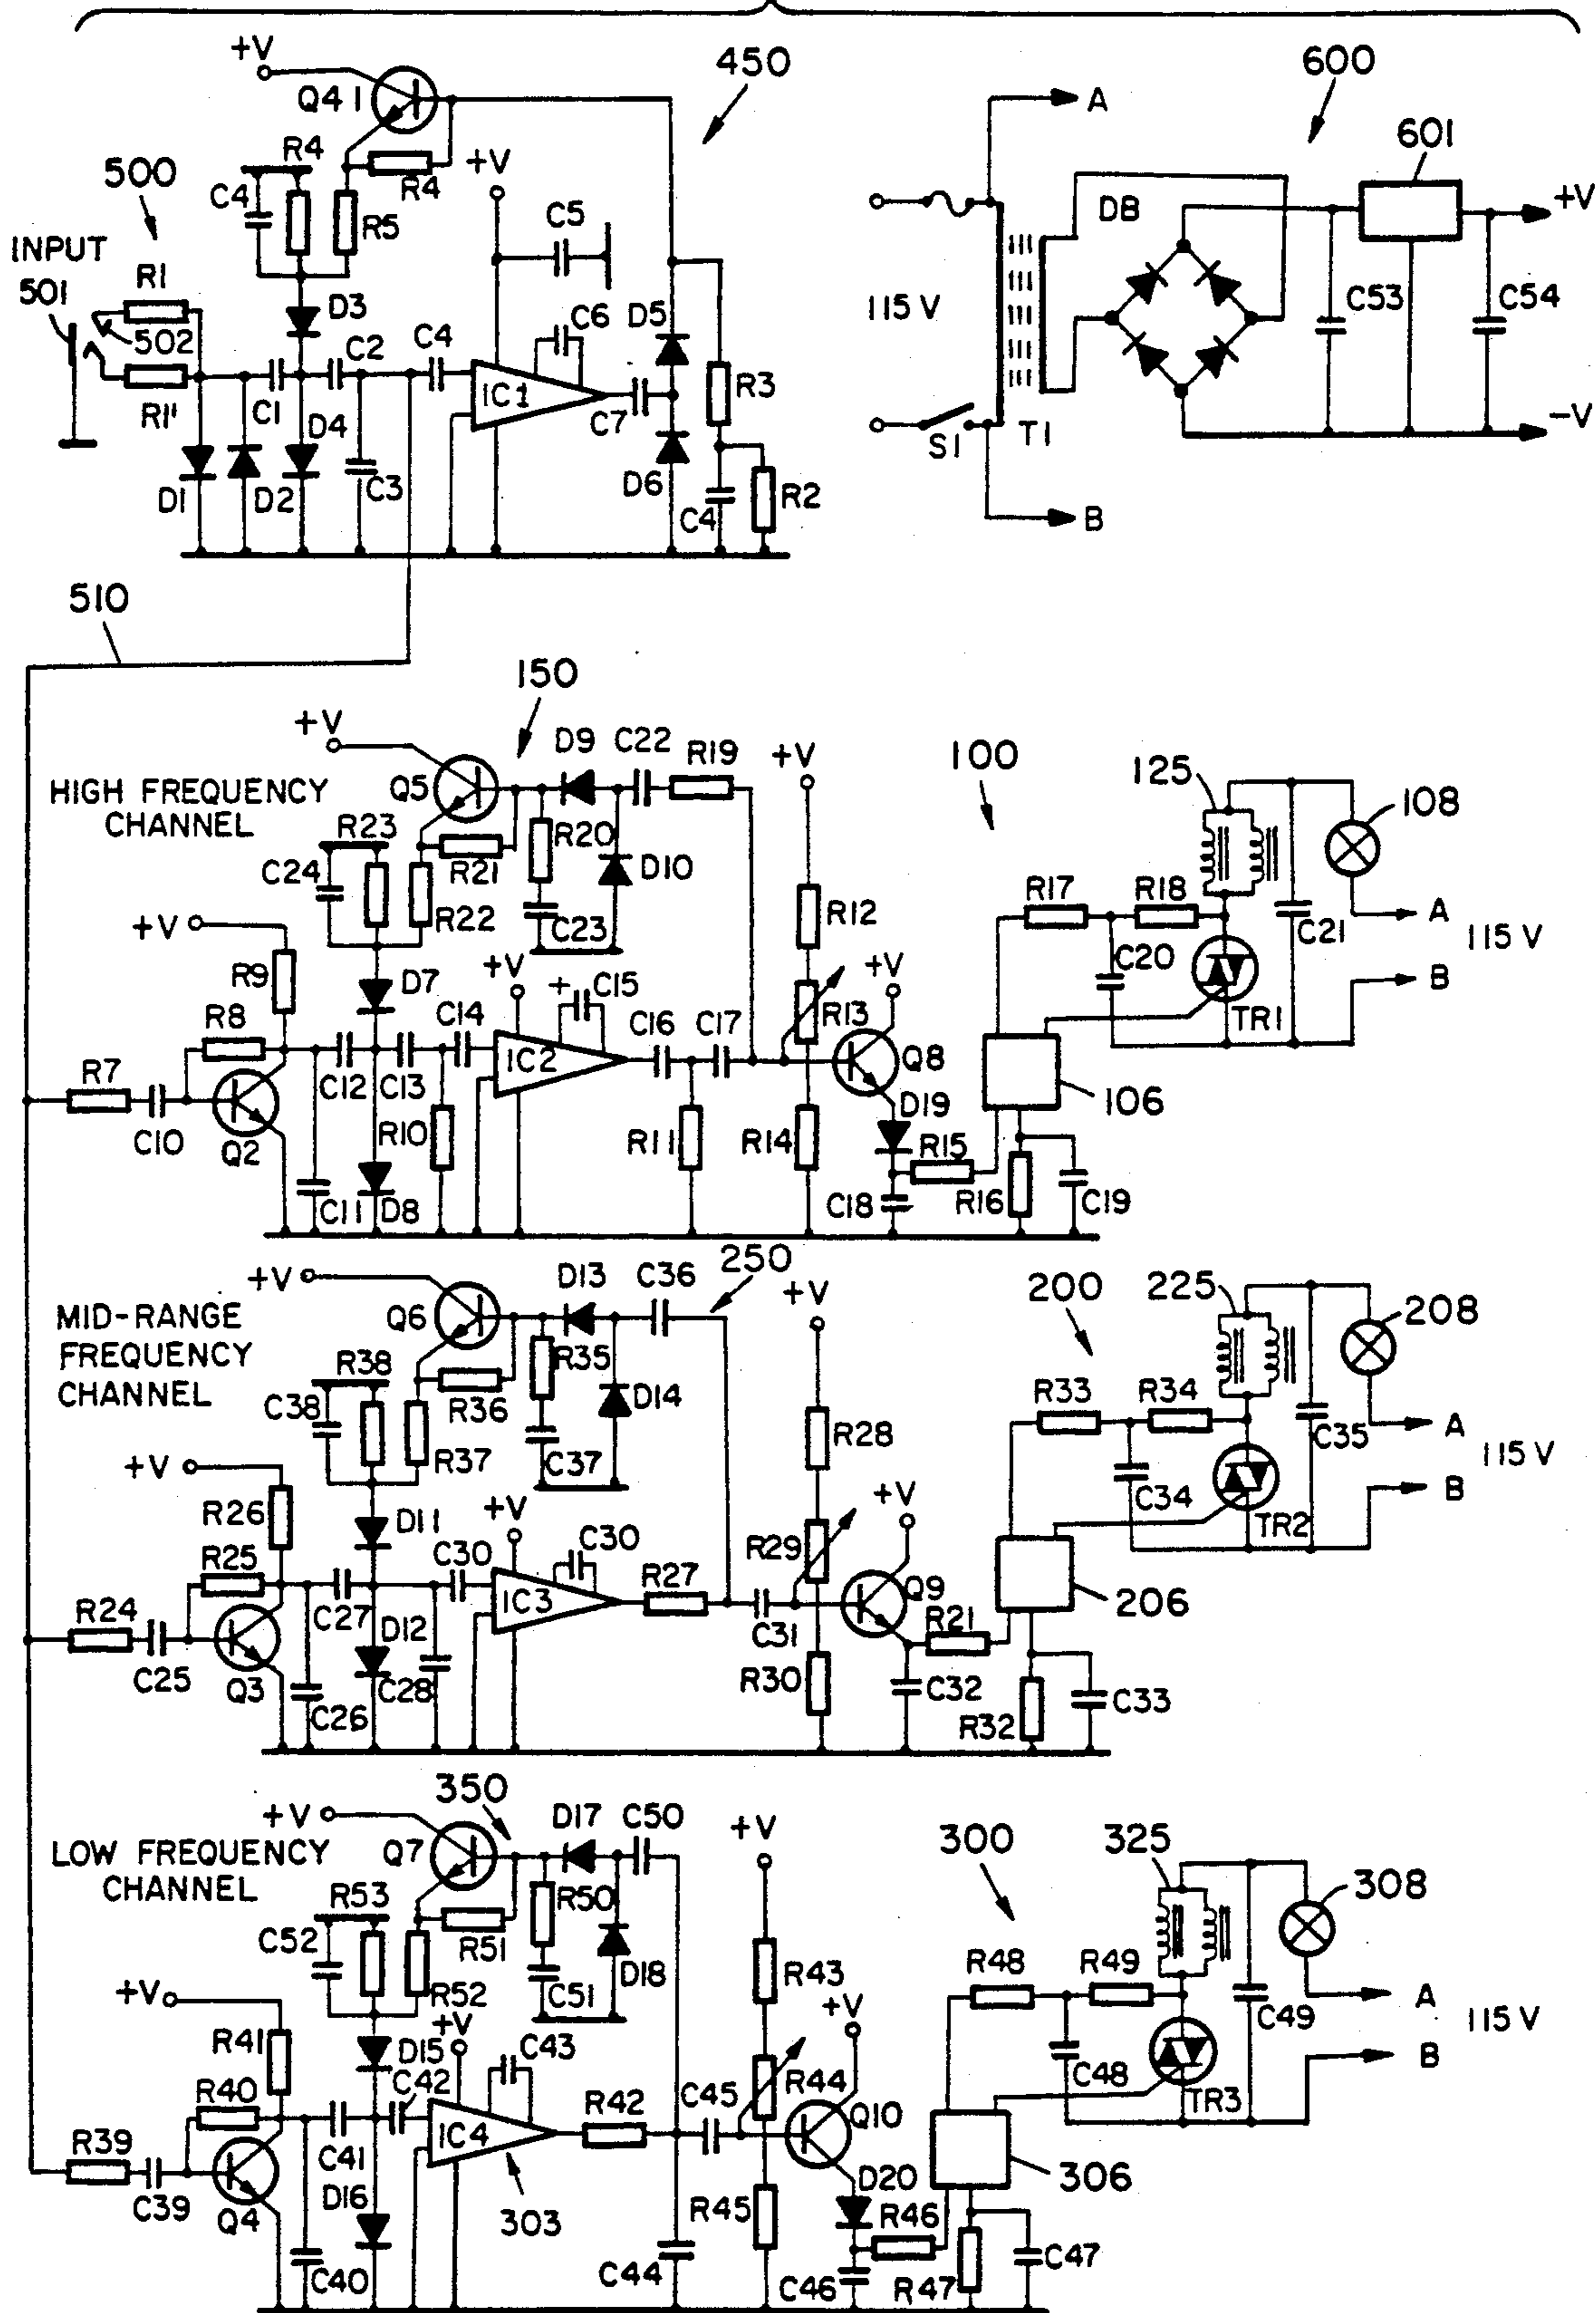 450
600
+V
Q41
A
601
R4
+V
500
R4
DB
+V
C4
R5
C5
INPUT
501
R1
D3
C6
D5
115 V
C53
C54
502
C2
C4
R3
R1'
C1
IC1
C7
S1
T1
-V
D4
D1
D2
C3
D6
C4
R2
B
510
150
+V
D9
C22
R19
+V
100
125
HIGH FREQUENCY
CHANNEL
Q5
108
R23
R20
C24
R21
D10
R17
R18
R22
C23
R12
C21
A
+V
115 V
R9
+V
+V
C20
D7
+
C15
B
R8
C14
C16
C17
R13
TR1
IC2
Q8
R7
C12
C13
D19
106
C10
Q2
R10
R11
R14
R15
C11
D8
C18
R16
C19
+V
D13
C36
250
+V
200
225
MID-RANGE
FREQUENCY
CHANNEL
Q6
208
R38
R35
C38
R36
D14
R33
R34
R37
C37
R28
C35
A
+V
115 V
C34
B
R26
D11
+V
+V
TR2
R25
C30
C30
R27
R29
IC3
Q9
R24
C27
D12
C31
R21
206
C25
Q3
C28
R30
C32
C33
C26
R32
350
+V
D17
C50
+V
300
325
LOW FREQUENCY
CHANNEL
Q7
308
R53
R50
C52
R51
D18
R48
R49
R52
C51
R43
C49
A
+V
+V
+V
115 V
R41
D15
C43
C48
B
R40
C42
R42
C45
R44
TR3
IC4
Q10
R39
C41
D20
306
C39
Q4
D16
303
R45
R46
C40
C44
C46
R47
C47